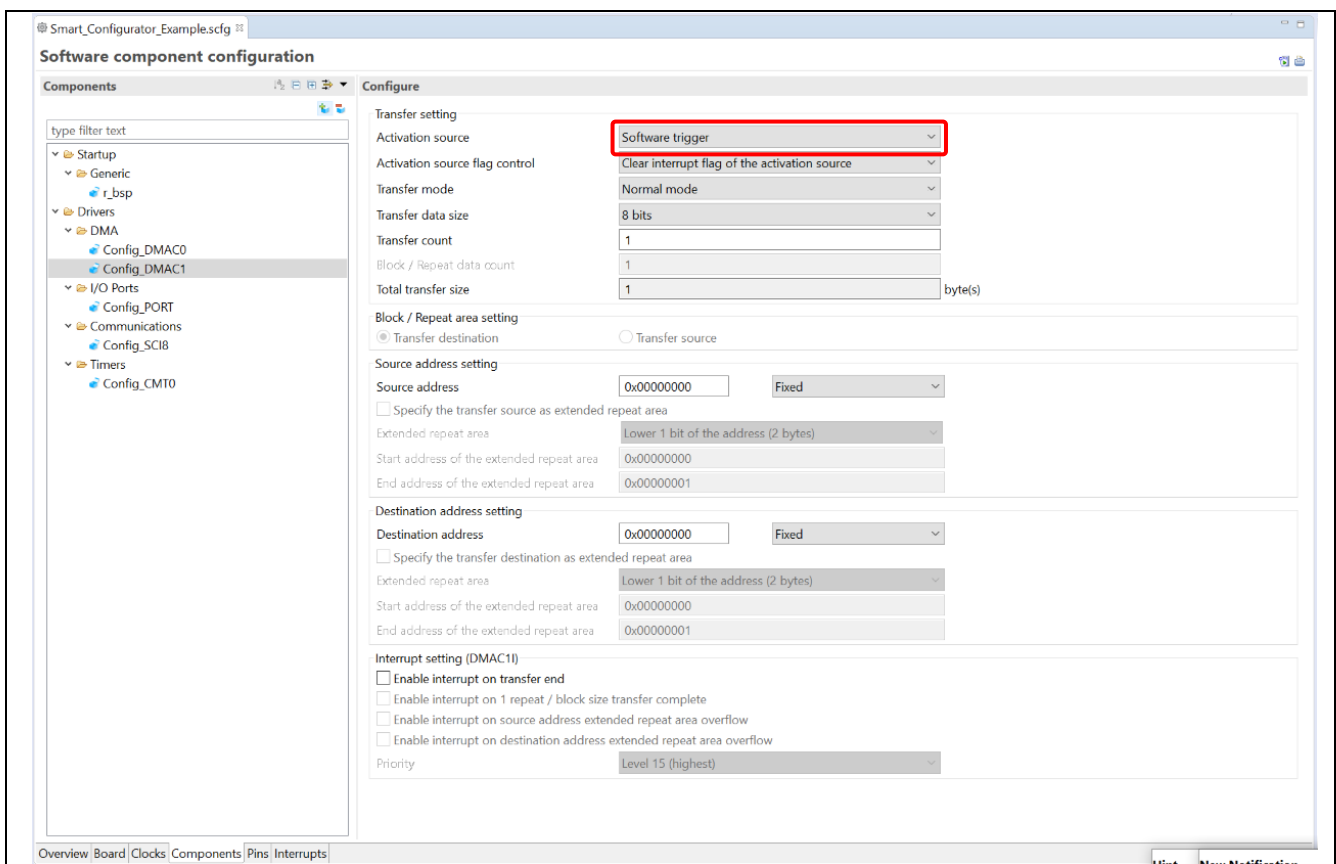 Smart_Configurator_Example.scfg
Software component configuration
Components
Configure
type filter text
Startup
Generic
r_bsp
Drivers
DMA
Config_DMAC0
Config_DMAC1
I/O Ports
Config_PORT
Communications
Config_SCI8
Timers
Config_CMT0
Transfer setting
Activation source Software trigger
Activation source flag control Clear interrupt flag of the activation source
Transfer mode Normal mode
Transfer data size 8 bits
Transfer count 1
Block / Repeat data count 1
Total transfer size 1 byte(s)
Block / Repeat area setting
Transfer destination Transfer source
Source address setting
Source address 0x00000000 Fixed
Specify the transfer source as extended repeat area
Extended repeat area Lower 1 bit of the address (2 bytes)
Start address of the extended repeat area 0x00000000
End address of the extended repeat area 0x00000001
Destination address setting
Destination address 0x00000000 Fixed
Specify the transfer destination as extended repeat area
Extended repeat area Lower 1 bit of the address (2 bytes)
Start address of the extended repeat area 0x00000000
End address of the extended repeat area 0x00000001
Interrupt setting (DMAC1I)
Enable interrupt on transfer end
Enable interrupt on 1 repeat / block size transfer complete
Enable interrupt on source address extended repeat area overflow
Enable interrupt on destination address extended repeat area overflow
Priority Level 15 (highest)
Overview Board Clocks Components Pins Interrupts
Hint New Notification